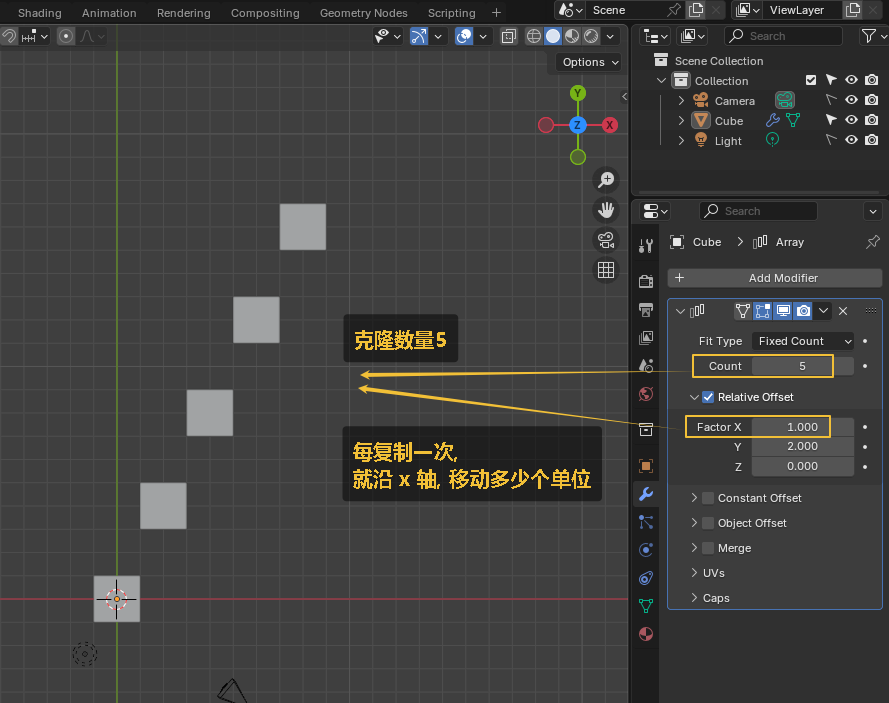 Shading Animation Rendering Compositing Geometry Nodes Scripting + Scene ViewLayer
Search
Options
Y
Z X
Scene Collection
Collection
Camera
Cube
Light
Search
Cube > Array
+ Add Modifier
Fit Type Fixed Count
Count 5
Relative Offset
Factor X 1.000
Y 2.000
Z 0.000
Constant Offset
Object Offset
Merge
UVs
Caps
克隆数量5
每复制一次,
就沿 x 轴, 移动多少个单位